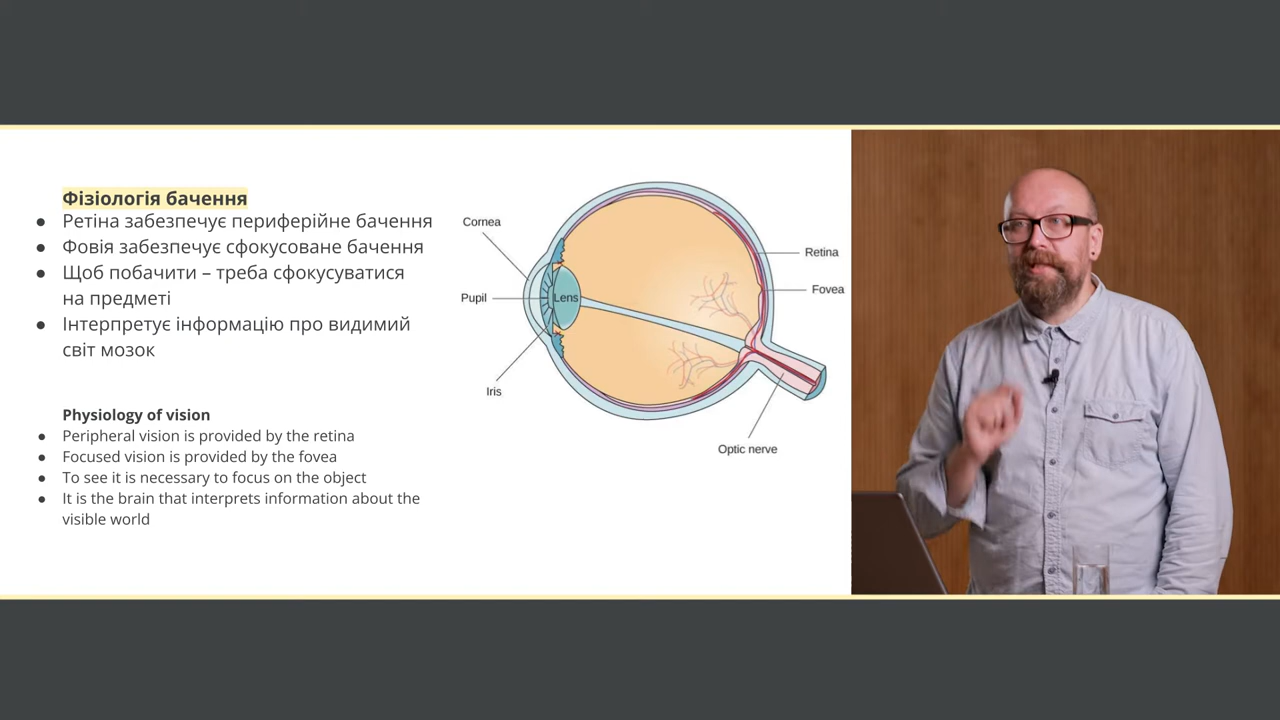 Фізіологія бачення
● Ретіна забезпечує периферійне бачення
● Фовія забезпечує сфокусоване бачення
● Щоб побачити – треба сфокусуватися
на предметі
● Інтерпретує інформацію про видимий
світ мозок
Physiology of vision
● Peripheral vision is provided by the retina
● Focused vision is provided by the fovea
● To see it is necessary to focus on the object
● It is the brain that interprets information about the
visible world
Cornea
Pupil
Lens
Iris
Retina
Fovea
Optic nerve